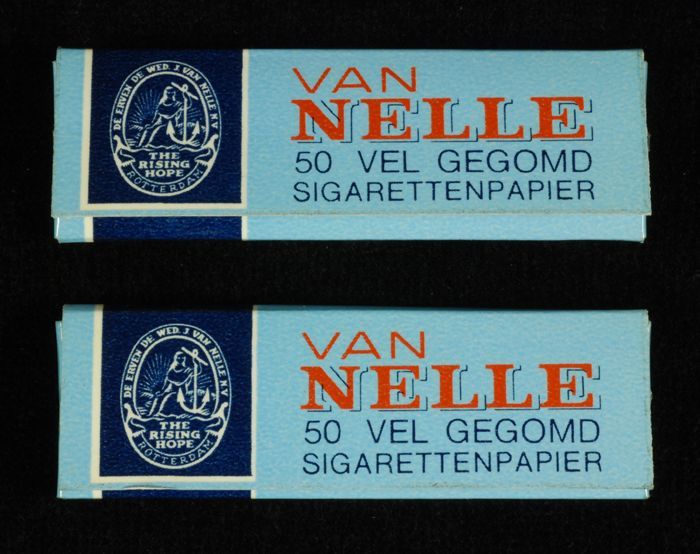 DE ERVEN DE WED. J. VAN NELLE N.V.
THE
RISING
HOPE
ROTTERDAM
VAN
NELLE
50 VEL GEGOMD
SIGARETTENPAPIER
DE ERVEN DE WED. J. VAN NELLE N.V.
THE
RISING
HOPE
ROTTERDAM
VAN
NELLE
50 VEL GEGOMD
SIGARETTENPAPIER